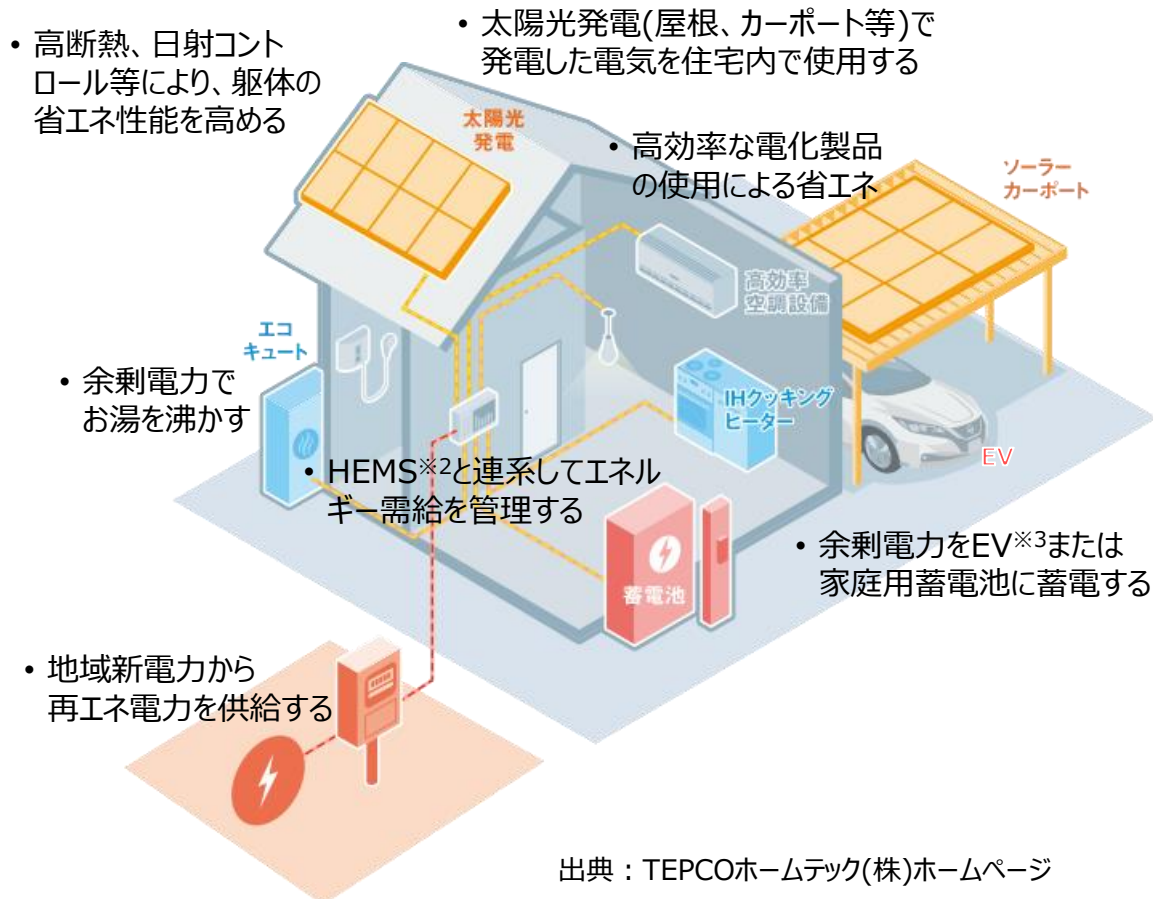 • 太陽光発電(屋根、カーポート等)で
発電した電気を住宅内で使用する
• 高断熱、日射コント
ロール等により、躯体の
省エネ性能を高める
太陽光
発電
• 高効率な電化製品
の使用による省エネ
ソーラー
カーポート
高効率
空調設備
エコ
キュート
• 余剰電力で
お湯を沸かす
IHクッキング
ヒーター
EV
• HEMS※2と連系してエネル
ギー需給を管理する
• 余剰電力をEV※3または
家庭用蓄電池に蓄電する
蓄電池
• 地域新電力から
再エネ電力を供給する
出典：TEPCOホームテック(株)ホームページ